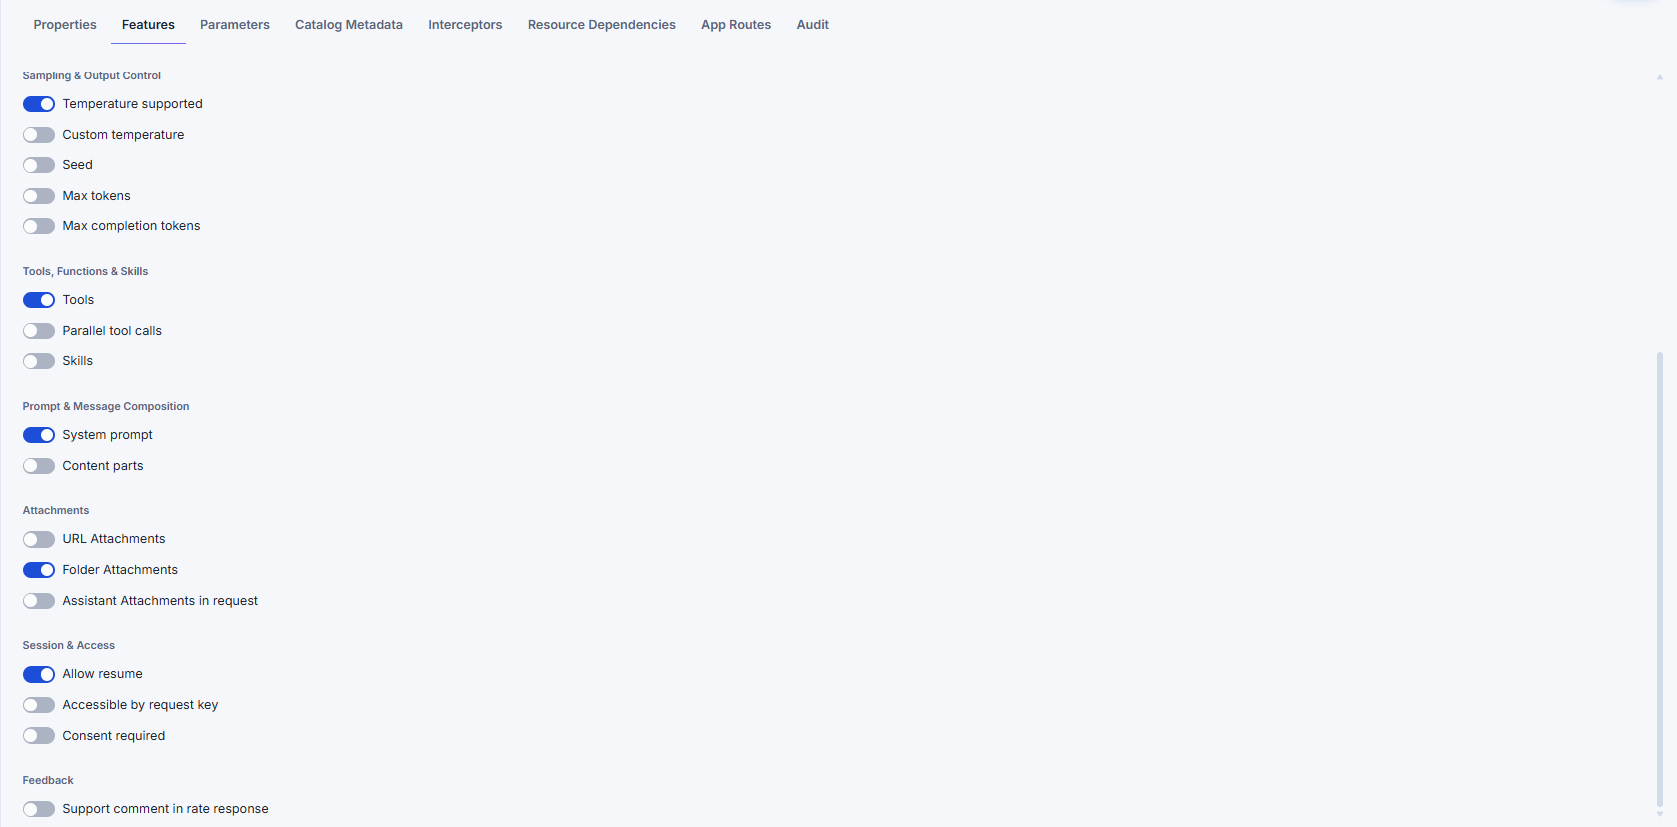 Properties Features Parameters Catalog Metadata Interceptors Resource Dependencies App Routes Audit
Sampling & Output Control
Temperature supported
Custom temperature
Seed
Max tokens
Max completion tokens
Tools, Functions & Skills
Tools
Parallel tool calls
Skills
Prompt & Message Composition
System prompt
Content parts
Attachments
URL Attachments
Folder Attachments
Assistant Attachments in request
Session & Access
Allow resume
Accessible by request key
Consent required
Feedback
Support comment in rate response